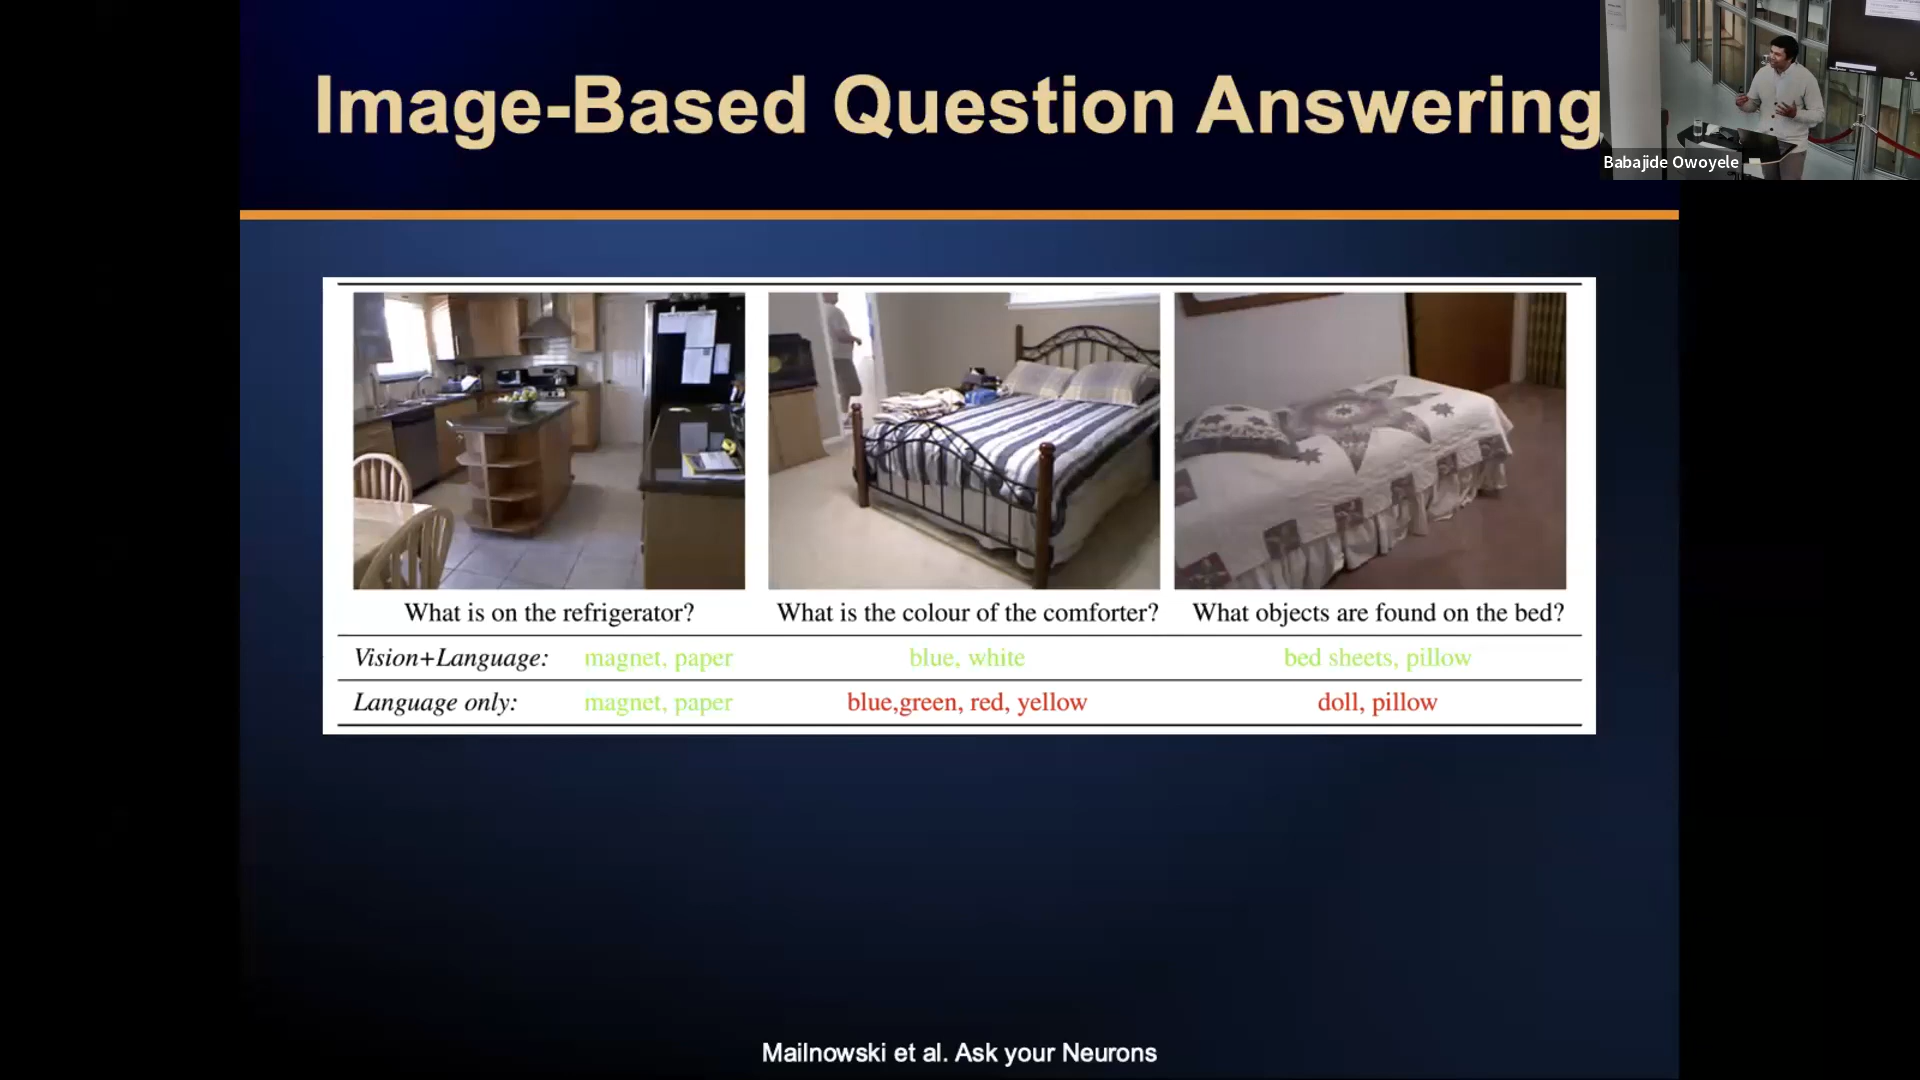 Image-Based Question Answering
Babajide Owoyele
What is on the refrigerator? What is the colour of the comforter? What objects are found on the bed?
Vision+Language: magnet, paper blue, white bed sheets, pillow
Language only: magnet, paper blue,green, red, yellow doll, pillow
Mailnowski et al. Ask your Neurons